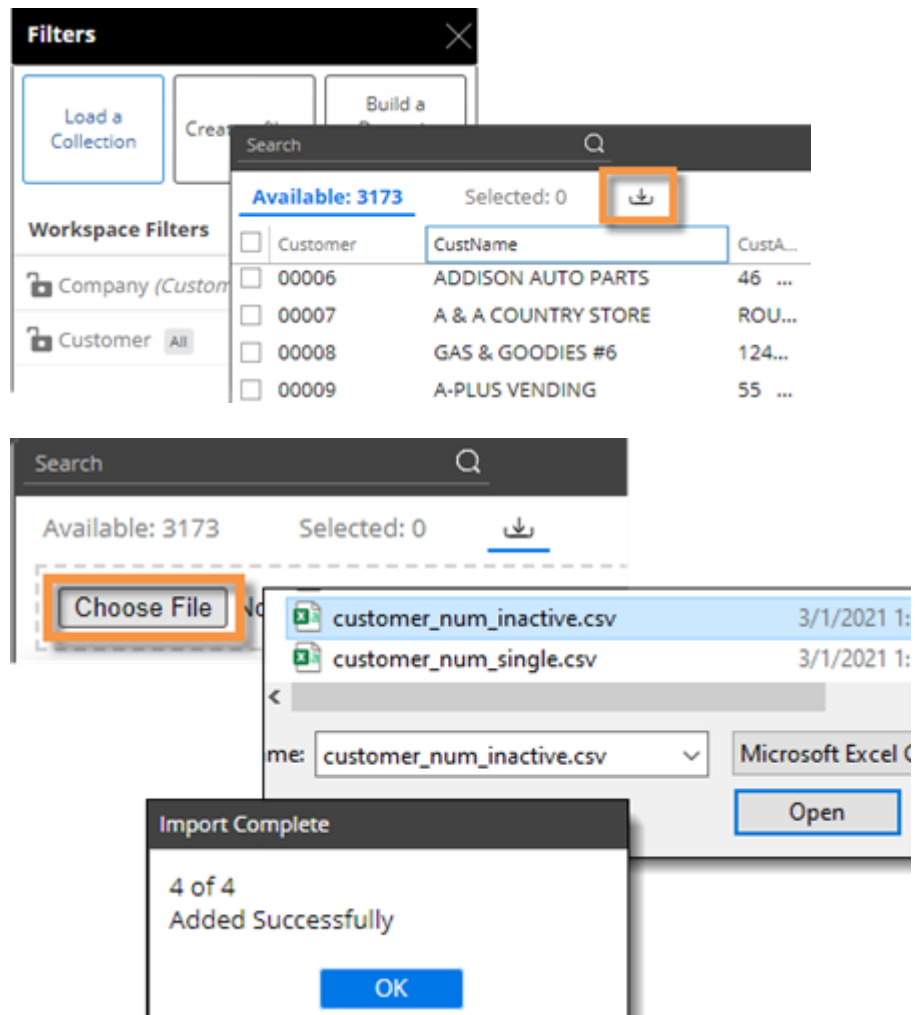 Filters
Load a
Collection
Build a
Search
Available: 3173 Selected: 0
Workspace Filters
Customer CustName CustA...
Company
00006 ADDISON AUTO PARTS 46 ...
00007 A & A COUNTRY STORE ROU...
Customer All
00008 GAS & GOODIES #6 124...
00009 A-PLUS VENDING 55 ...
Search
Available: 3173 Selected: 0
Choose File
customer_num_inactive.csv 3/1/2021 1:
customer_num_single.csv 3/1/2021 1:
customer_num_inactive.csv Microsoft Excel
Open
Import Complete
4 of 4
Added Successfully
OK